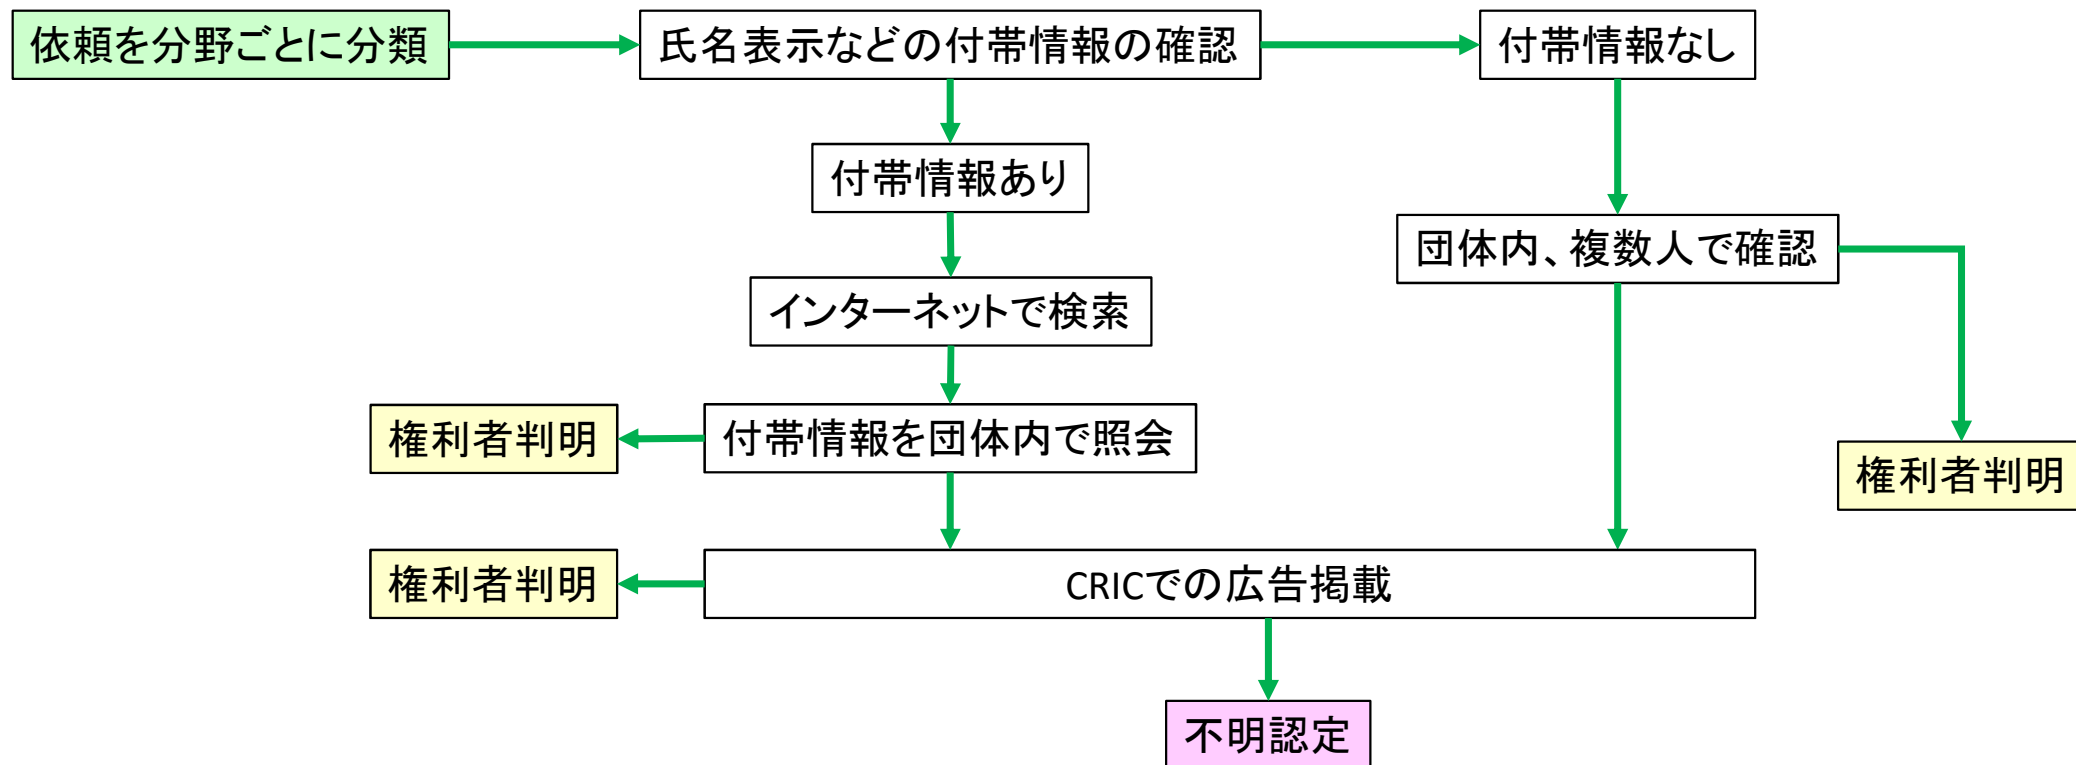 依頼を分野ごとに分類
氏名表示などの付帯情報の確認
付帯情報なし
付帯情報あり
団体内、複数人で確認
インターネットで検索
権利者判明
付帯情報を団体内で照会
権利者判明
権利者判明
CRICでの広告掲載
不明認定